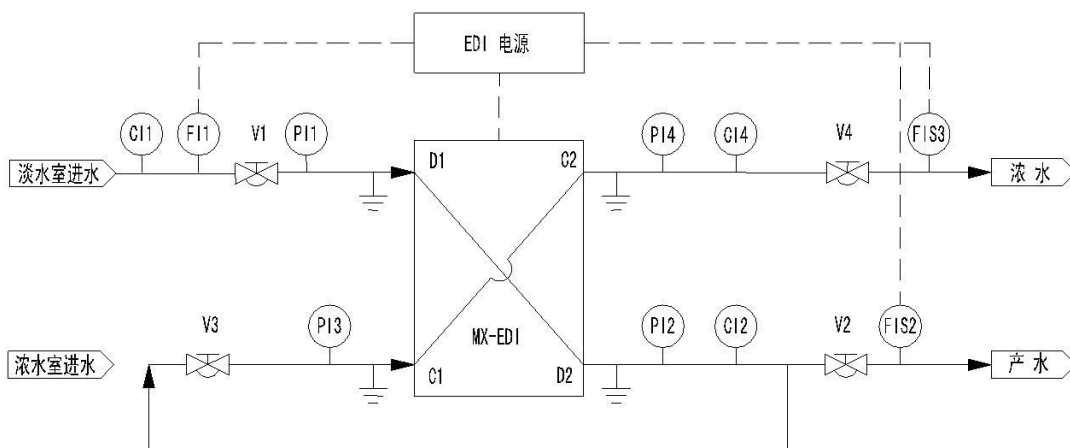 EDI 电源
CI1
FI1
V1
PI1
PI4
CI4
V4
FIS3
淡水室进水
D1
C2
浓 水
V3
PI3
MX-EDI
PI2
CI2
V2
FIS2
浓水室进水
C1
D2
产 水